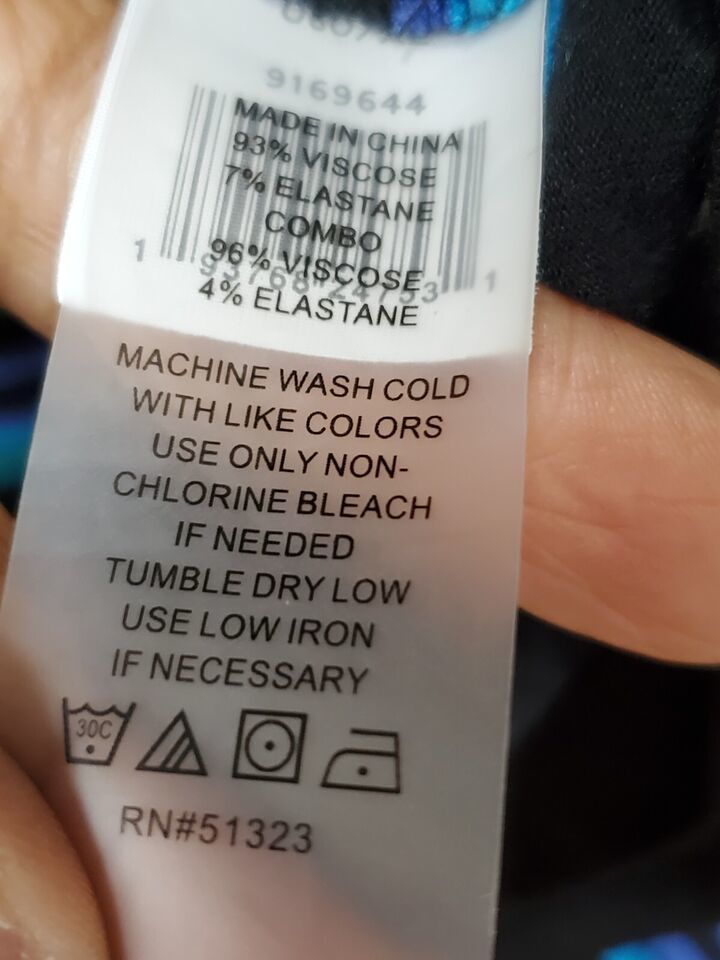 9169644
MADE IN CHINA
93% VISCOSE
7% ELASTANE
COMBO
96% VISCOSE
4% ELASTANE
MACHINE WASH COLD
WITH LIKE COLORS
USE ONLY NON-
CHLORINE BLEACH
IF NEEDED
TUMBLE DRY LOW
USE LOW IRON
IF NECESSARY
30C
RN#51323